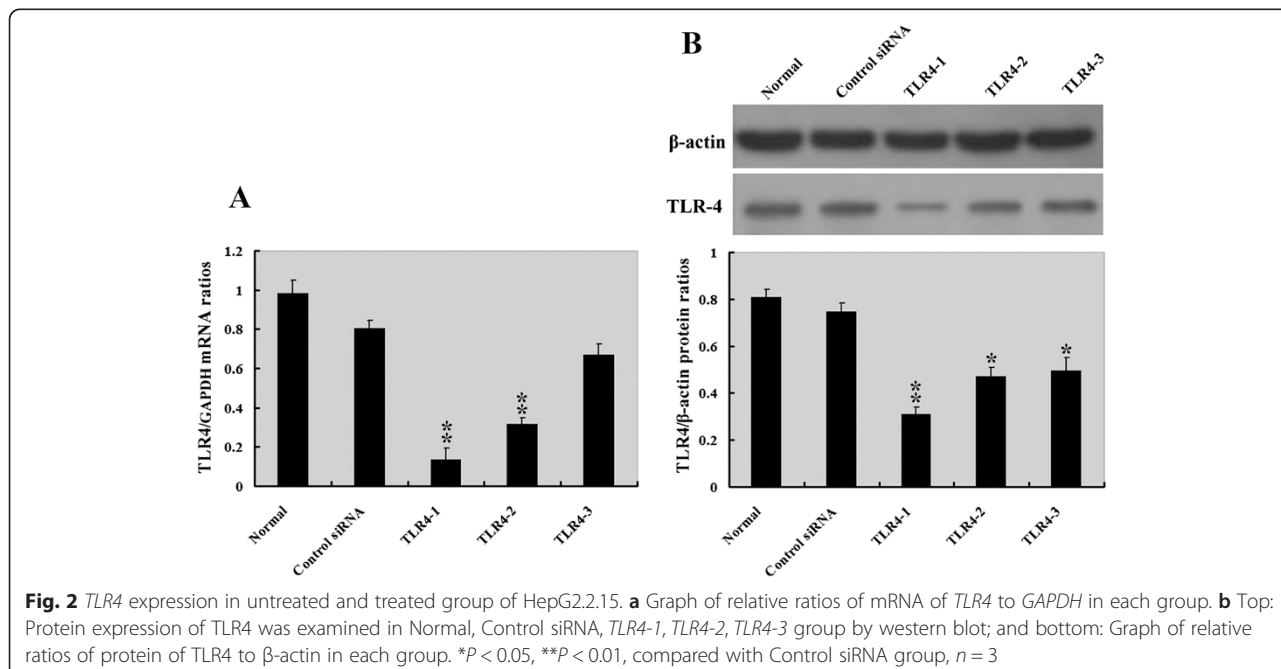 B
Normal
Control siRNA
TLR4-1
TLR4-2
TLR4-3
β-actin
TLR-4
A
TLR4/GAPDH mRNA ratios
1.2
1
0.8
0.6
0.4
0.2
0
**
**
Normal
Control siRNA
TLR4-1
TLR4-2
TLR4-3
TLR4/β-actin protein ratios
1
0.8
0.6
0.4
0.2
0
**
*
*
Normal
Control siRNA
TLR4-1
TLR4-2
TLR4-3
Fig. 2 TLR4 expression in untreated and treated group of HepG2.2.15. a Graph of relative ratios of mRNA of TLR4 to GAPDH in each group. b Top:
Protein expression of TLR4 was examined in Normal, Control siRNA, TLR4-1, TLR4-2, TLR4-3 group by western blot; and bottom: Graph of relative
ratios of protein of TLR4 to β-actin in each group. *P < 0.05, **P < 0.01, compared with Control siRNA group, n = 3